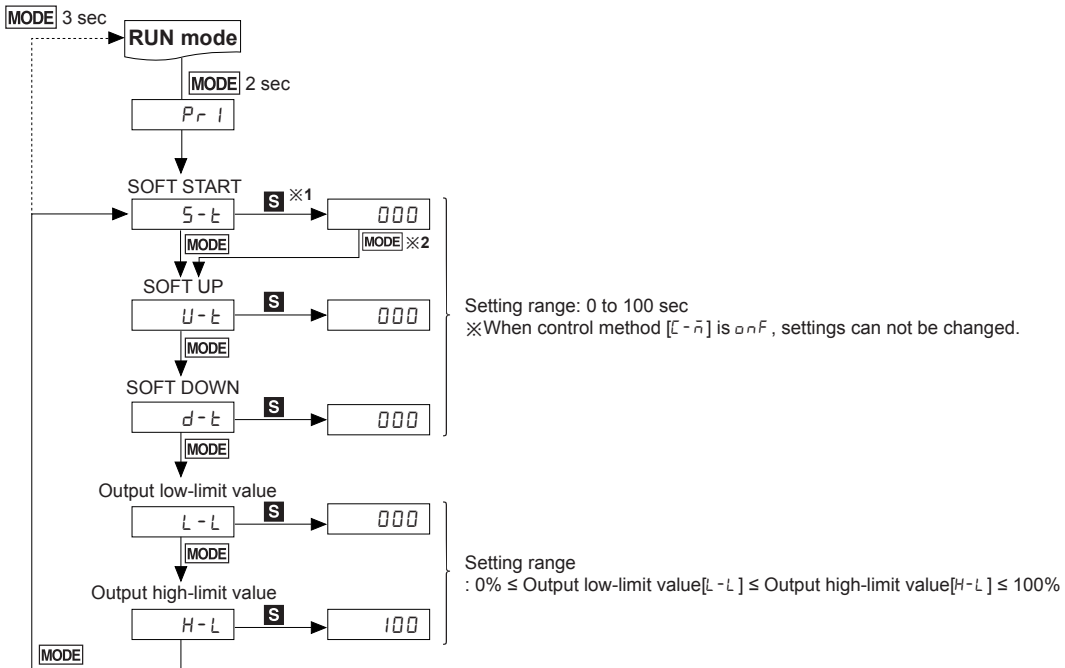 MODE 3 sec
RUN mode
MODE 2 sec
Pr1
SOFT START
S-t
S ※1
000
MODE
MODE ※2
SOFT UP
U-t
S
000
MODE
SOFT DOWN
d-t
S
000
MODE
Setting range: 0 to 100 sec
※When control method [C-m] is onF, settings can not be changed.
Output low-limit value
L-L
S
000
MODE
Output high-limit value
H-L
S
100
MODE
Setting range
: 0% ≤ Output low-limit value[L-L] ≤ Output high-limit value[H-L] ≤ 100%